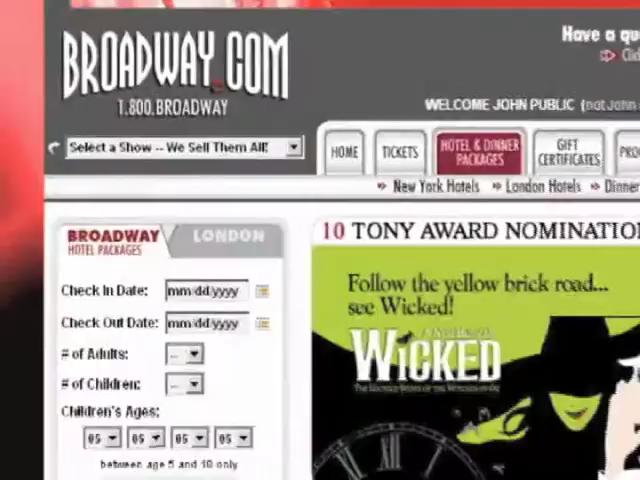 BROADWAY.COM
1.800.BROADWAY
Have a
WELCOME JOHN PUBLIC (not John
Select a Show -- We Sell Them All!
HOME
TICKETS
HOTEL & DINNER PACKAGES
GIFT CERTIFICATES
New York Hotels
London Hotels
BROADWAY
HOTEL PACKAGES
LONDON
10 TONY AWARD
Check In Date: mm/dd/yyyy
Check Out Date: mm/dd/yyyy
# of Adults: --
# of Children: --
Children's Ages:
05 05 05 05
between age 5 and 10 only
Follow the yellow brick road...
see Wicked!
WICKED
XII
I
XI